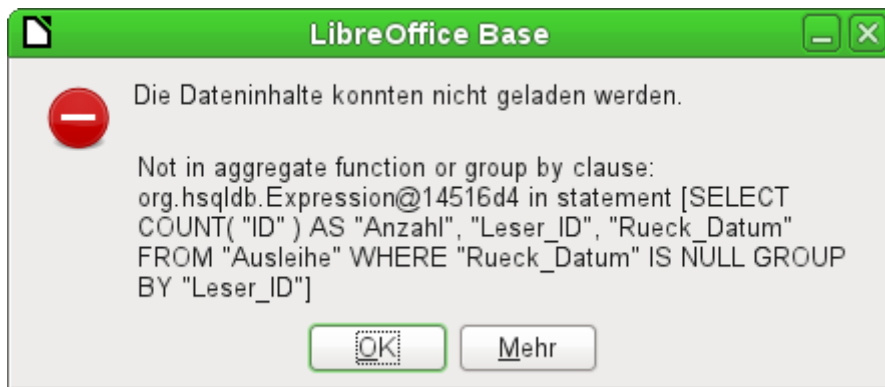 LibreOffice Base
Die Dateninhalte konnten nicht geladen werden.
Not in aggregate function or group by clause:
org.hsqldb.Expression@14516d4 in statement [SELECT
COUNT( "ID" ) AS "Anzahl", "Leser_ID", "Rueck_Datum"
FROM "Ausleihe" WHERE "Rueck_Datum" IS NULL GROUP
BY "Leser_ID"]
OK
Mehr